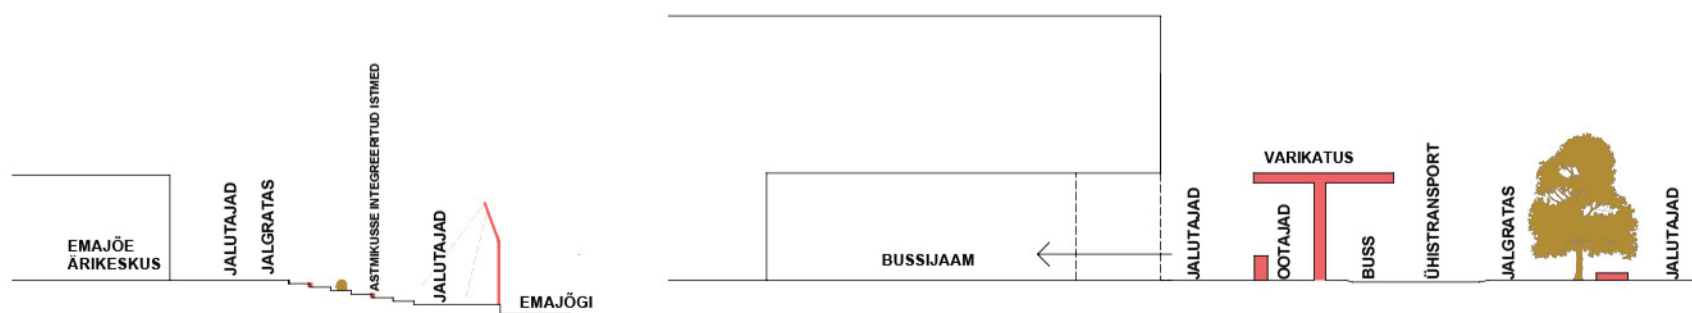 EMAJÕE
ÄRIKESKUS
JALUTAJAD
JALGRATAS
ASTMIKUSSE INTEGREERITUD ISTMED
JALUTAJAD
EMAJÕGI
BUSSIJAAM
JALUTAJAD
VARIKATUS
OOTAJAD
BUSS
ÜHISTRANSPORT
JALGRATAS
JALUTAJAD